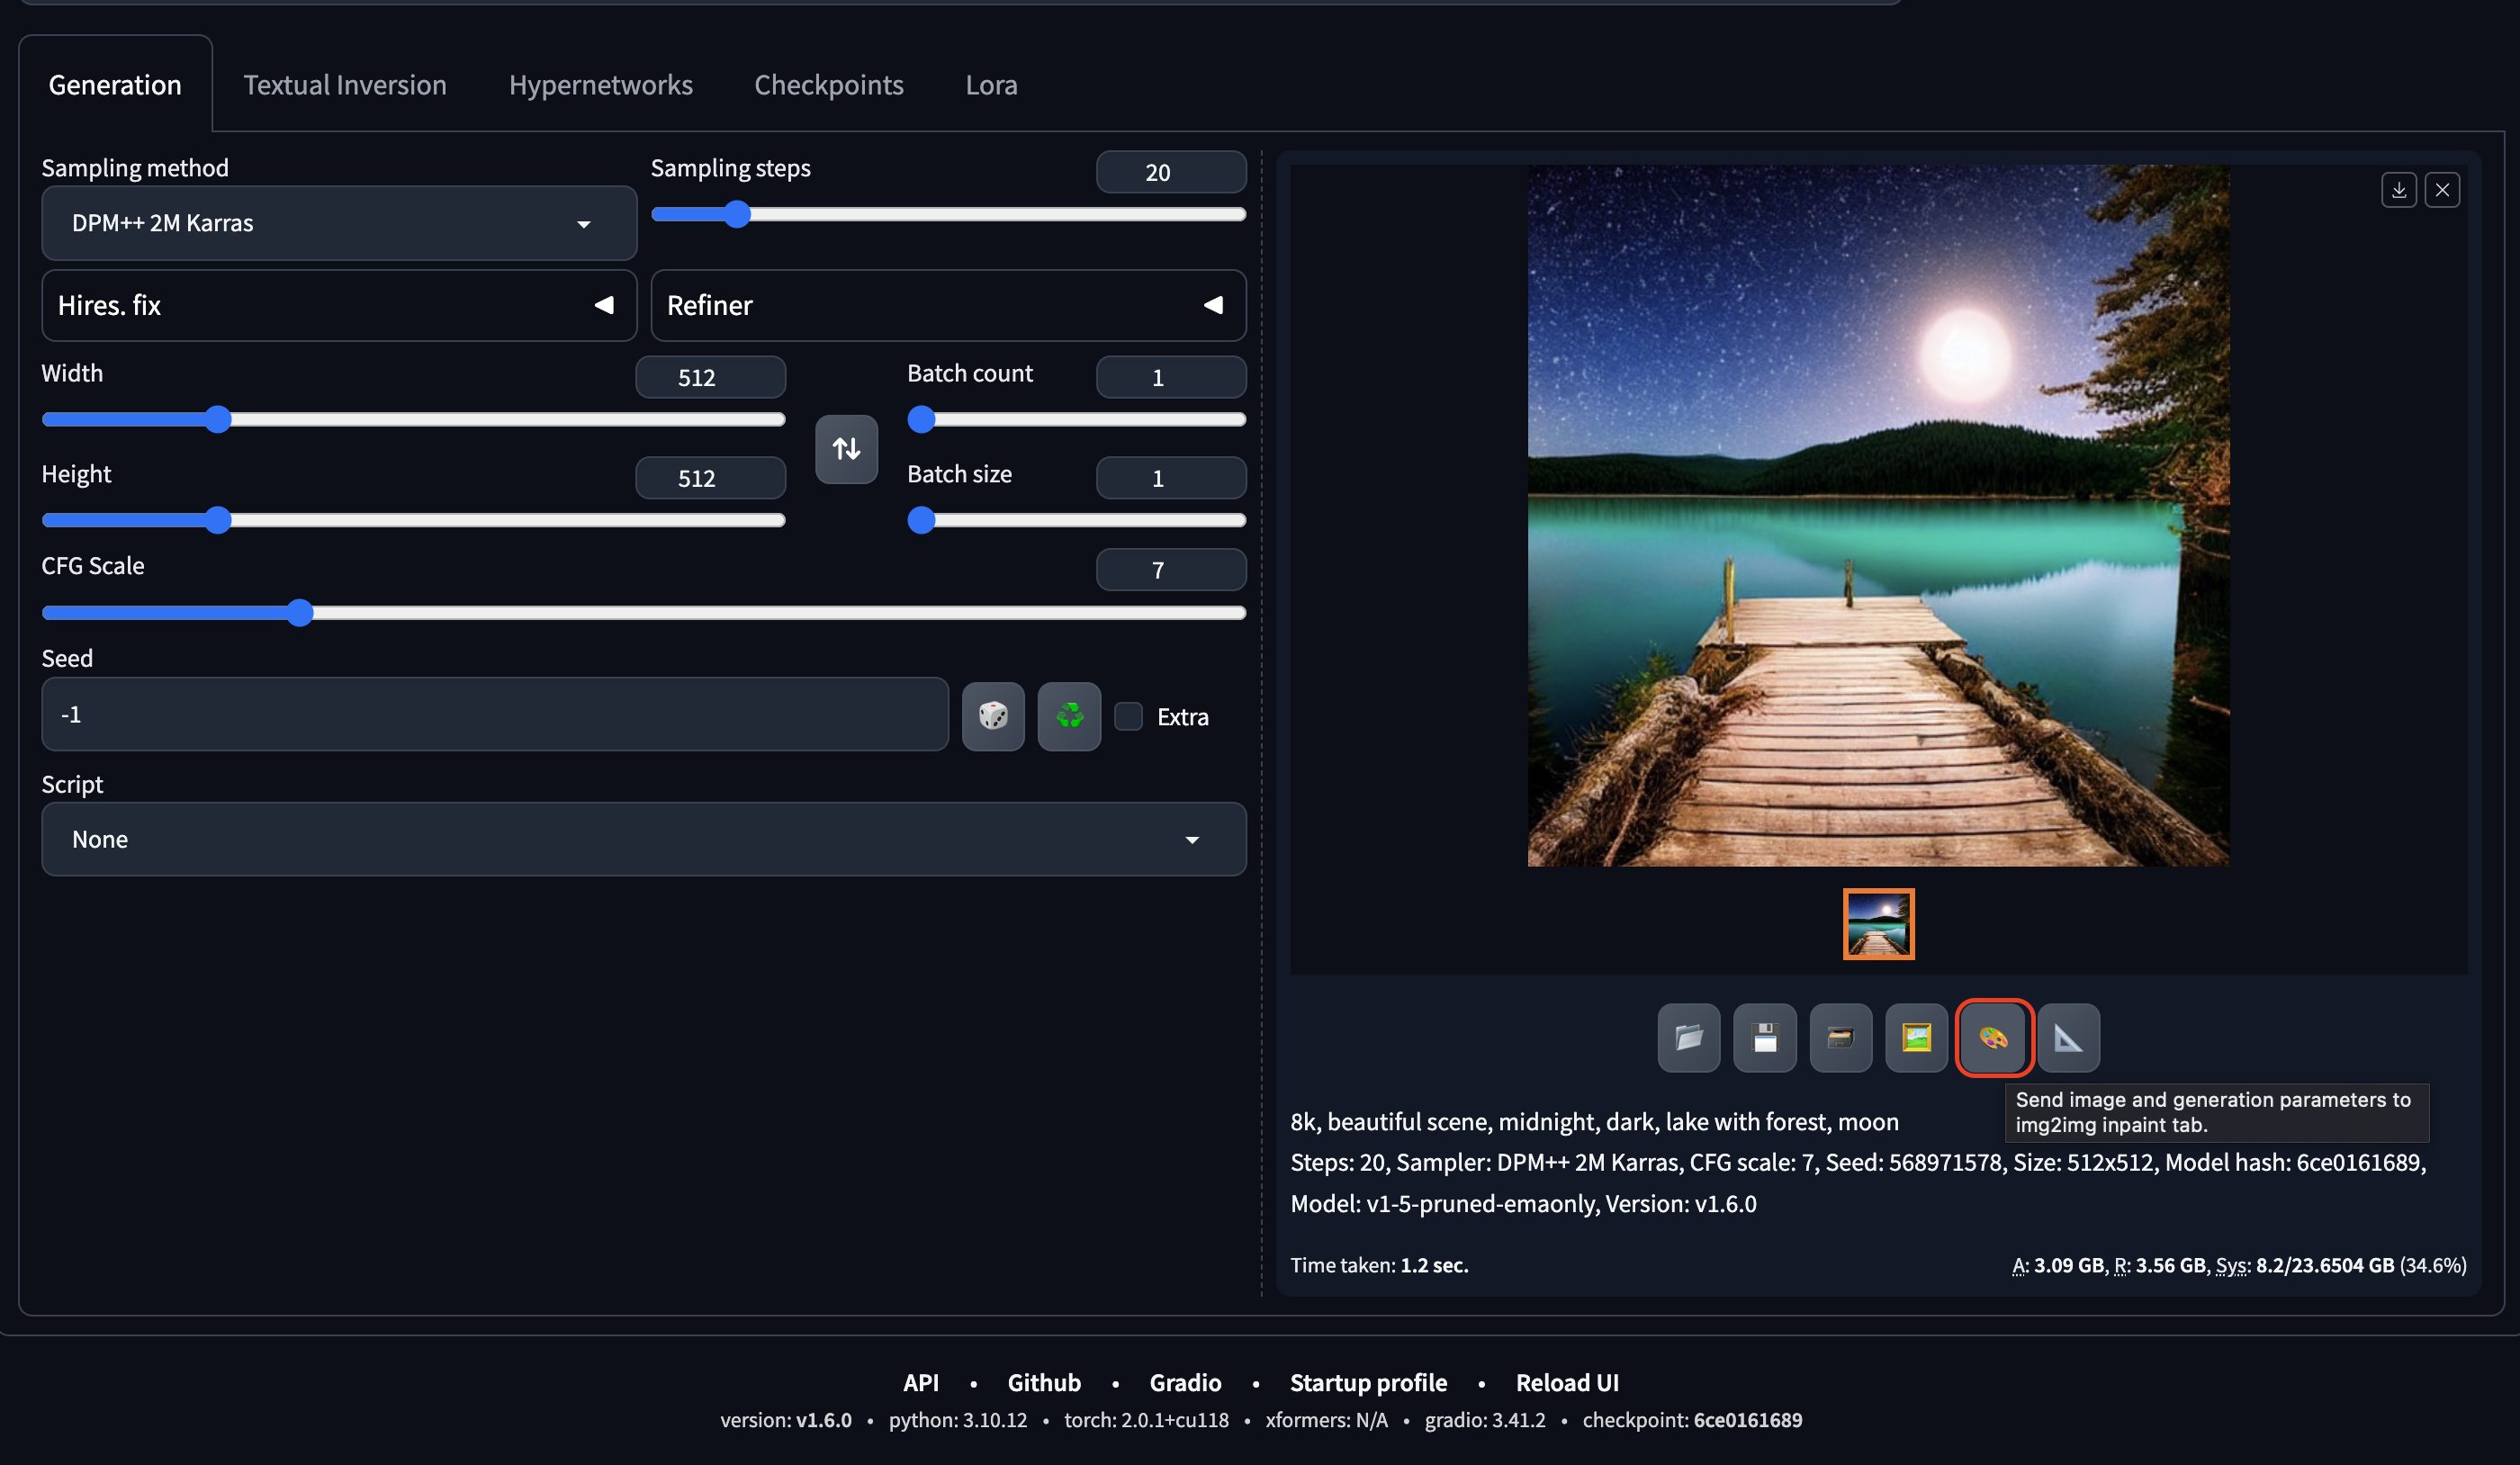 Generation
Textual Inversion
Hypernetworks
Checkpoints
Lora
Sampling method
DPM++ 2M Karras
Sampling steps
20
Hires. fix
Refiner
Width
512
Height
512
Batch count
1
Batch size
1
CFG Scale
7
Seed
-1
Extra
Script
None
Send image and generation parameters to
img2img inpaint tab.
8k, beautiful scene, midnight, dark, lake with forest, moon
Steps: 20, Sampler: DPM++ 2M Karras, CFG scale: 7, Seed: 568971578, Size: 512x512, Model hash: 6ce0161689,
Model: v1-5-pruned-emaonly, Version: v1.6.0
Time taken: 1.2 sec.
A: 3.09 GB, R: 3.56 GB, Sys: 8.2/23.6504 GB (34.6%)
API • Github • Gradio • Startup profile • Reload UI
version: v1.6.0 • python: 3.10.12 • torch: 2.0.1+cu118 • xformers: N/A • gradio: 3.41.2 • checkpoint: 6ce0161689